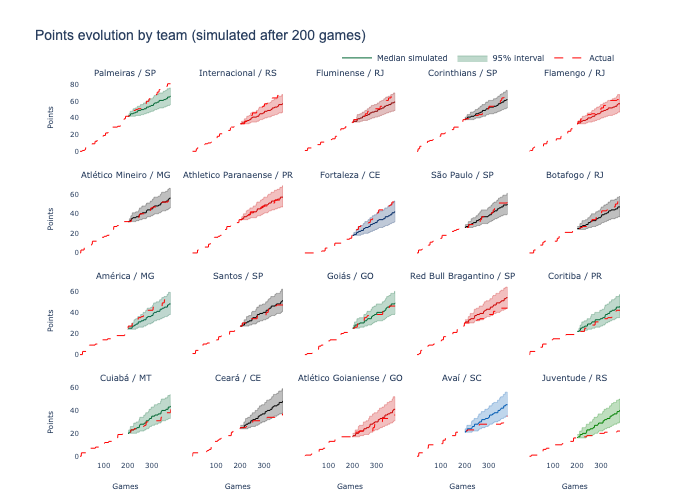 Points evolution by team (simulated after 200 games)
Median simulated 95% interval Actual
Palmeiras / SP Internacional / RS Fluminense / RJ Corinthians / SP Flamengo / RJ
80
60
40
20
0
Points
Atlético Mineiro / MG Athletico Paranaense / PR Fortaleza / CE São Paulo / SP Botafogo / RJ
60
40
20
0
Points
América / MG Santos / SP Goiás / GO Red Bull Bragantino / SP Coritiba / PR
60
40
20
0
Points
Cuiabá / MT Ceará / CE Atlético Goianiense / GO Avaí / SC Juventude / RS
60
40
20
0
Points
100 200 300 100 200 300 100 200 300 100 200 300 100 200 300
Games Games Games Games Games